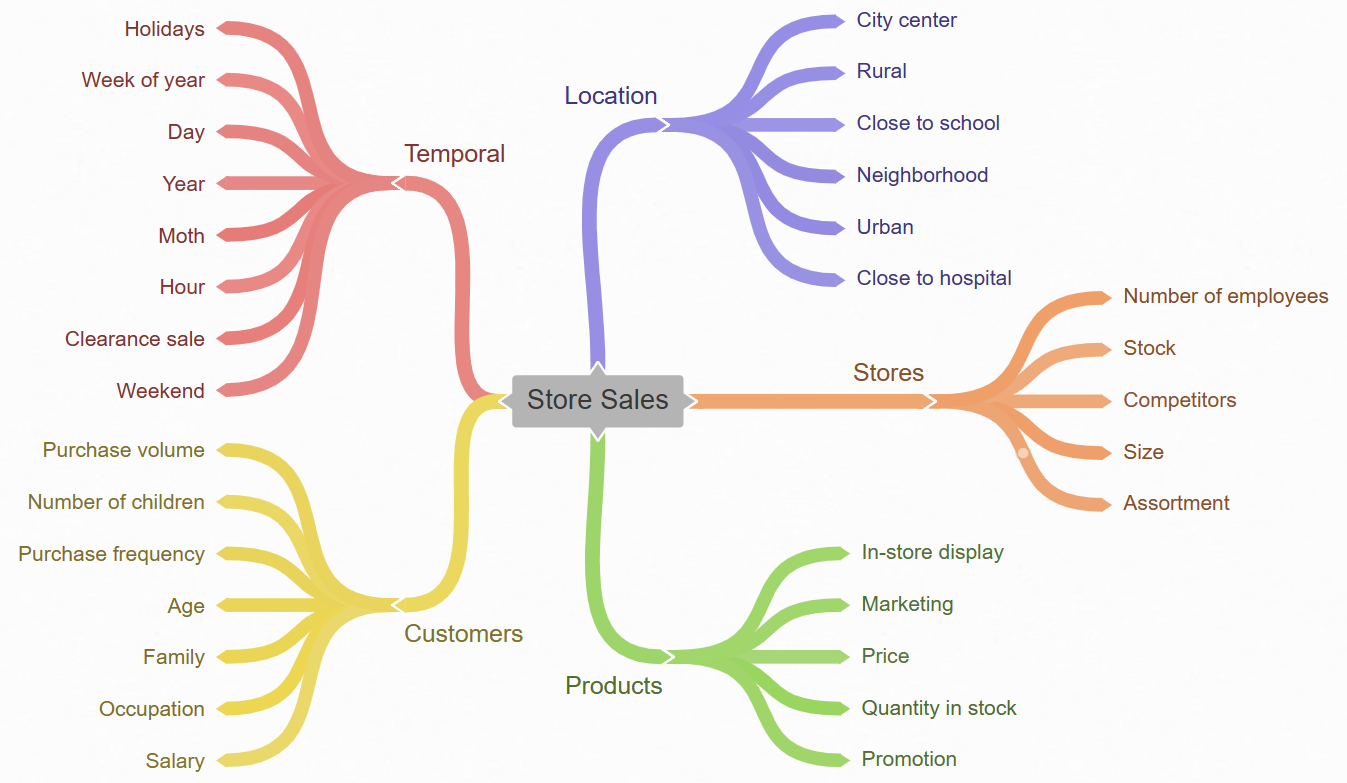 Holidays
Week of year
Day
Year
Moth
Hour
Clearance sale
Weekend
Temporal
Purchase volume
Number of children
Purchase frequency
Age
Family
Occupation
Salary
Customers
Store Sales
Location
City center
Rural
Close to school
Neighborhood
Urban
Close to hospital
Stores
Number of employees
Stock
Competitors
Size
Assortment
Products
In-store display
Marketing
Price
Quantity in stock
Promotion